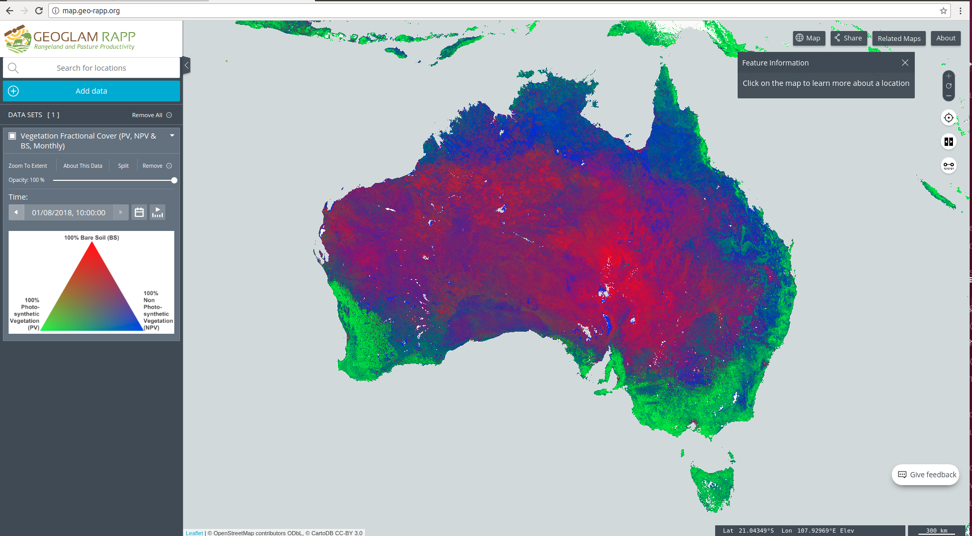 map.geo-rapp.org
GEOGLAM RAPP
Rangeland and Pasture Productivity
Search for locations
Add data
DATA SETS [ 1 ]
Remove All
Vegetation Fractional Cover (PV, NPV &
BS, Monthly)
Zoom To Extent
About This Data
Split
Remove
Opacity: 100 %
Time:
01/08/2018, 10:00:00
100% Bare Soil (BS)
100%
Photo-
synthetic
Vegetation
(PV)
100%
Non
Photo-
synthetic
Vegetation
(NPV)
Map
Share
Related Maps
About
Feature Information
Click on the map to learn more about a location
Give feedback
Leaflet | © OpenStreetMap contributors ODbL, © CartoDB CC-BY 3.0
Lat 21.04349°S Lon 107.92969°E Elev
300 km